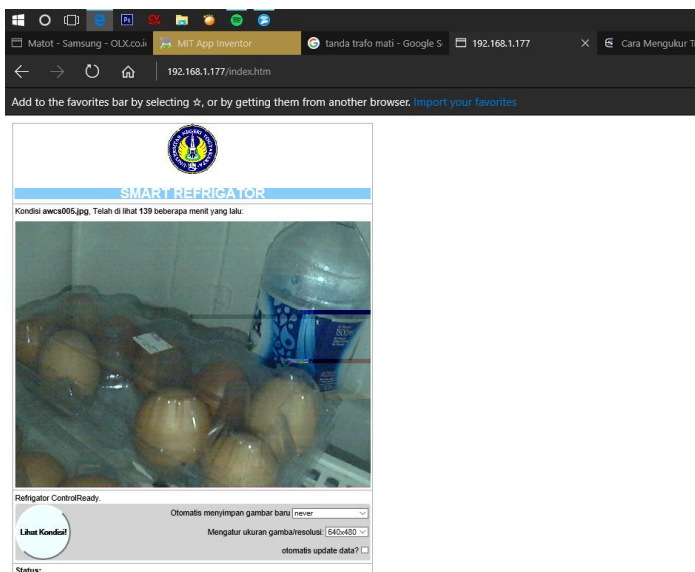 Ps
Matot - Samsung - OLX.co.i
MIT App Inventor
tanda trafo mati - Google S
192.168.1.177
Cara Mengukur T
192.168.1.177/index.htm
Add to the favorites bar by selecting ☆, or by getting them from another browser. Import your favorites
SMART REFRIGATOR
Kondisi awcs005.jpg, Telah di lihat 139 beberapa menit yang lalu:
Refrigator ControlReady.
Otomatis menyimpan gambar baru never
Lihat Kondisi!
Mengatur ukuran gamba/resolusi: 640x480
otomatis update data?
Status: